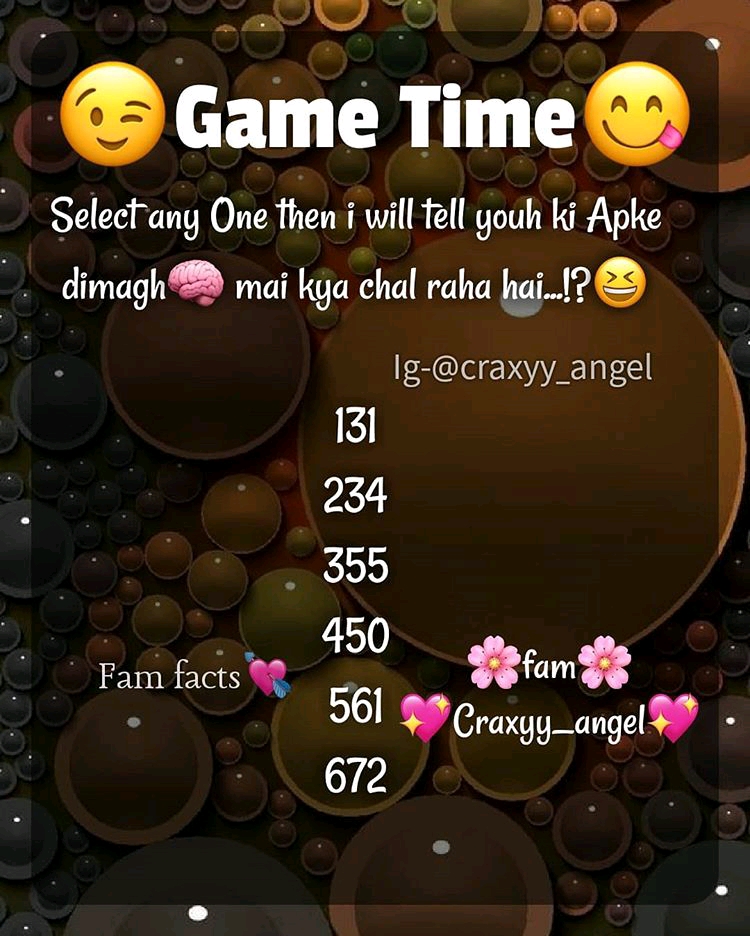 😉Game Time😋
Select any One then i will tell youh ki Apke
dimagh🧠 mai kya chal raha hai...!?😆
Ig-@craxyy_angel
131
234
355
450
561
672
Fam facts 💘
🌸fam🌸
💖Craxyy_angel💖